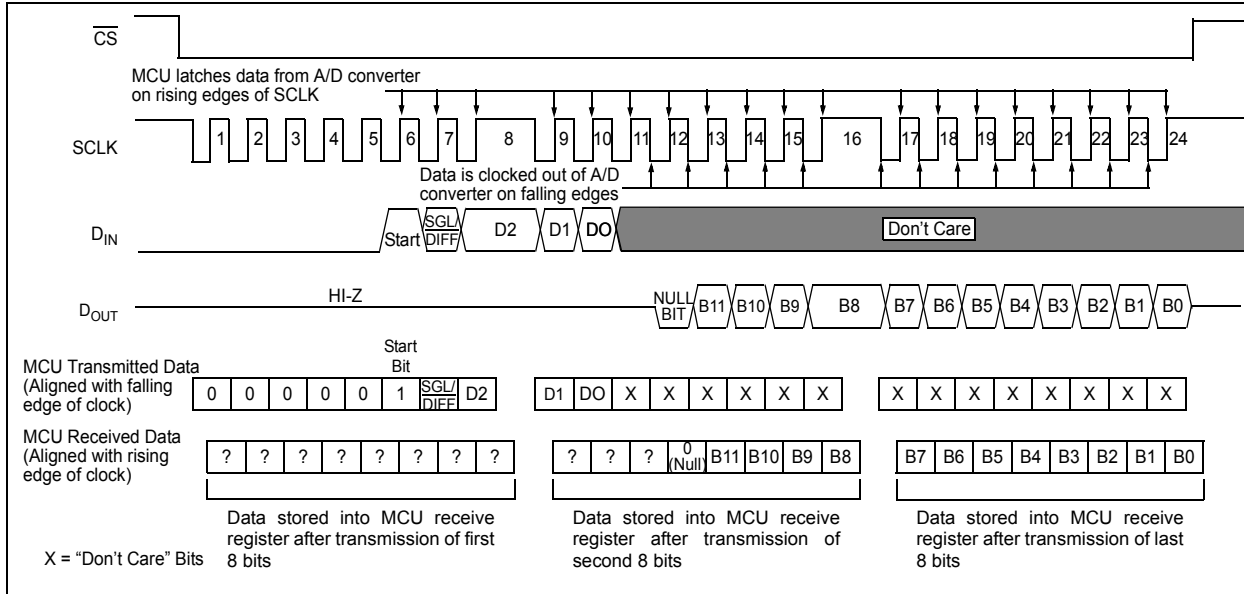 CS
MCU latches data from A/D converter
on rising edges of SCLK
SCLK
1 2 3 4 5 6 7 8 9 10 11 12 13 14 15 16 17 18 19 20 21 22 23 24
Data is clocked out of A/D
converter on falling edges
DIN
Start SGL/DIFF D2 D1 DO Don't Care
HI-Z
DOUT
NULL BIT B11 B10 B9 B8 B7 B6 B5 B4 B3 B2 B1 B0
Start
Bit
MCU Transmitted Data
(Aligned with falling
edge of clock)
0 0 0 0 0 1 SGL/DIFF D2 D1 DO X X X X X X X X X X X X X X
MCU Received Data
(Aligned with rising
edge of clock)
? ? ? ? ? ? ? ? ? ? ? 0 (Null) B11 B10 B9 B8 B7 B6 B5 B4 B3 B2 B1 B0
Data stored into MCU receive
register after transmission of first
8 bits
Data stored into MCU receive
register after transmission of
second 8 bits
Data stored into MCU receive
register after transmission of last
8 bits
X = “Don't Care” Bits